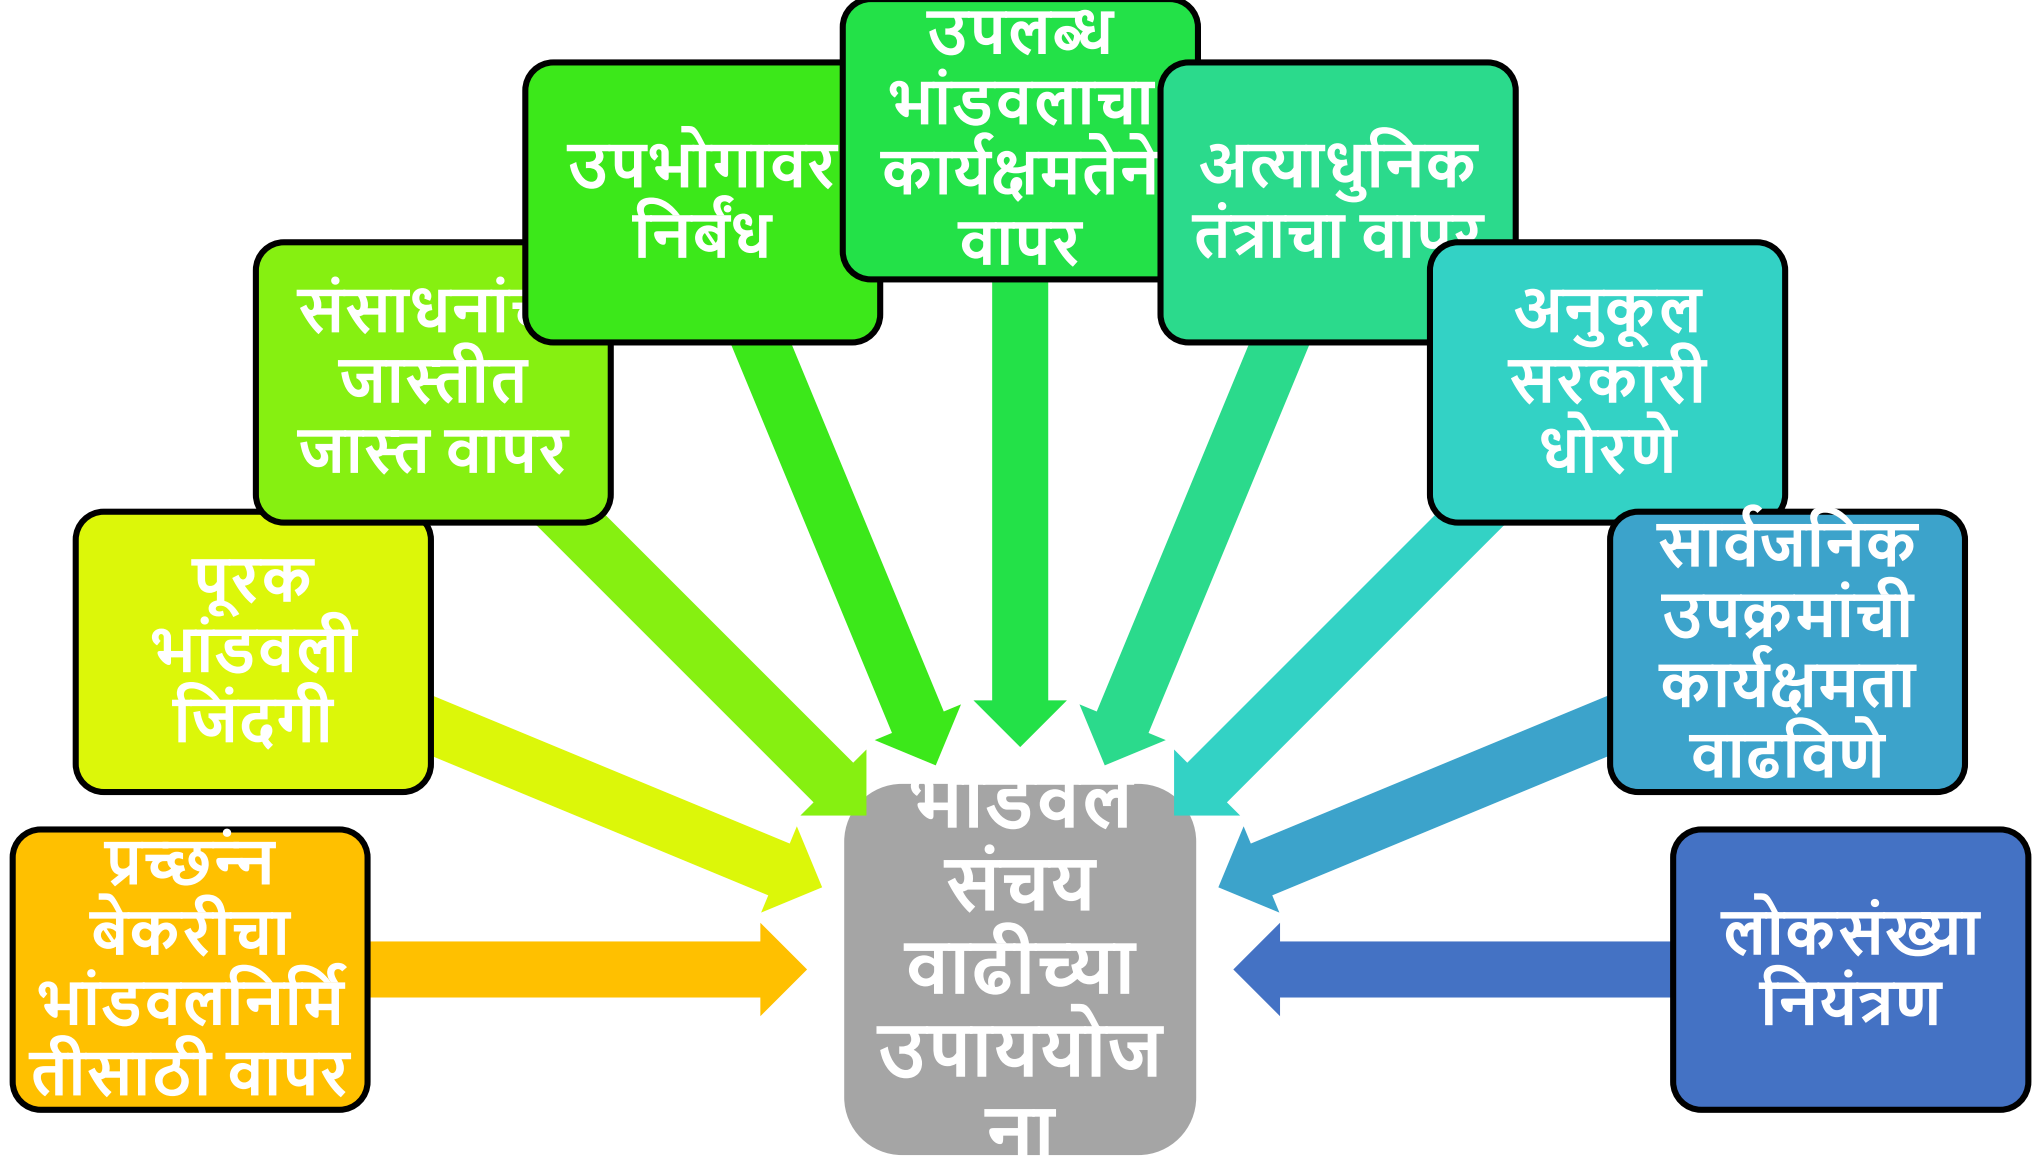 प्रच्छन्न
बेकरीचा
भांडवलनिर्मि
तीसाठी वापर
पूरक
भांडवली
जिंदगी
जास्तीत
जास्त वापर
उपभोगावर
निर्बंध
उपलब्ध
भांडवलाचा
कार्यक्षमतेने
वापर
अत्याधुनिक
तंत्राचा वापर
अनुकूल
सरकारी
धोरणे
सार्वजनिक
उपक्रमांची
कार्यक्षमता
वाढविणे
लोकसंख्या
नियंत्रण
भांडवल
संचय
वाढीच्या
उपाययोज
ना